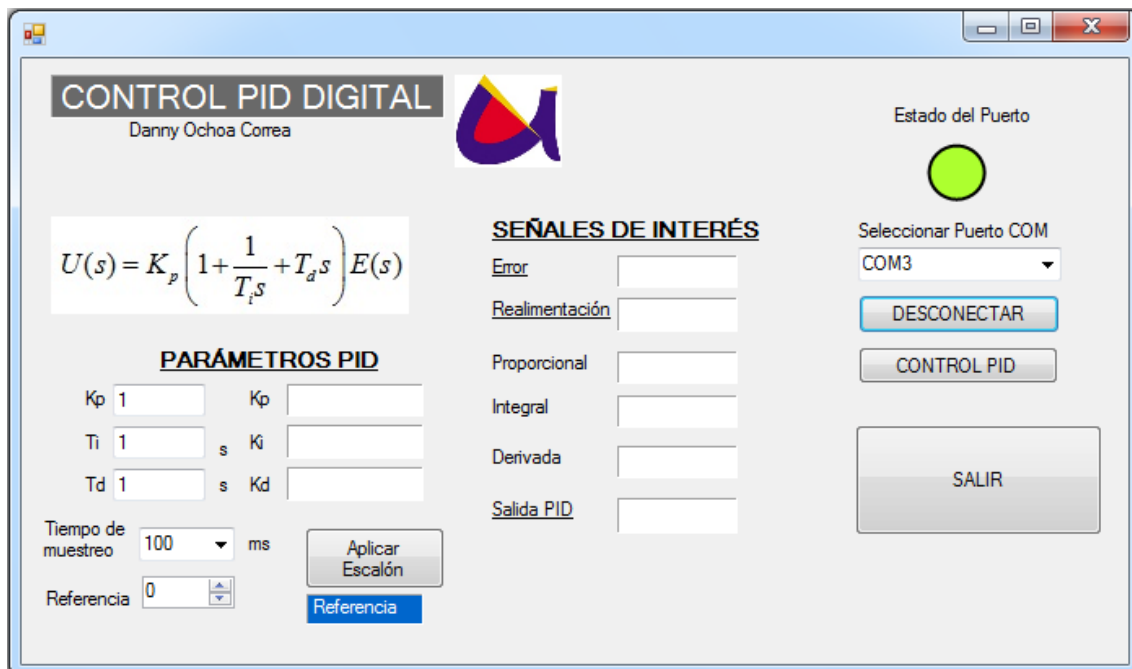 CONTROL PID DIGITAL
Danny Ochoa Correa
U(s) = K_p (1 + 1/(T_i s) + T_d s) E(s)
PARÁMETROS PID
Kp 1 Kp
Ti 1 s Ki
Td 1 s Kd
Tiempo de
muestreo 100 ms
Referencia 0
Aplicar
Escalón
Referencia
SEÑALES DE INTERÉS
Error
Realimentación
Proporcional
Integral
Derivada
Salida PID
Estado del Puerto
Seleccionar Puerto COM
COM3
DESCONECTAR
CONTROL PID
SALIR